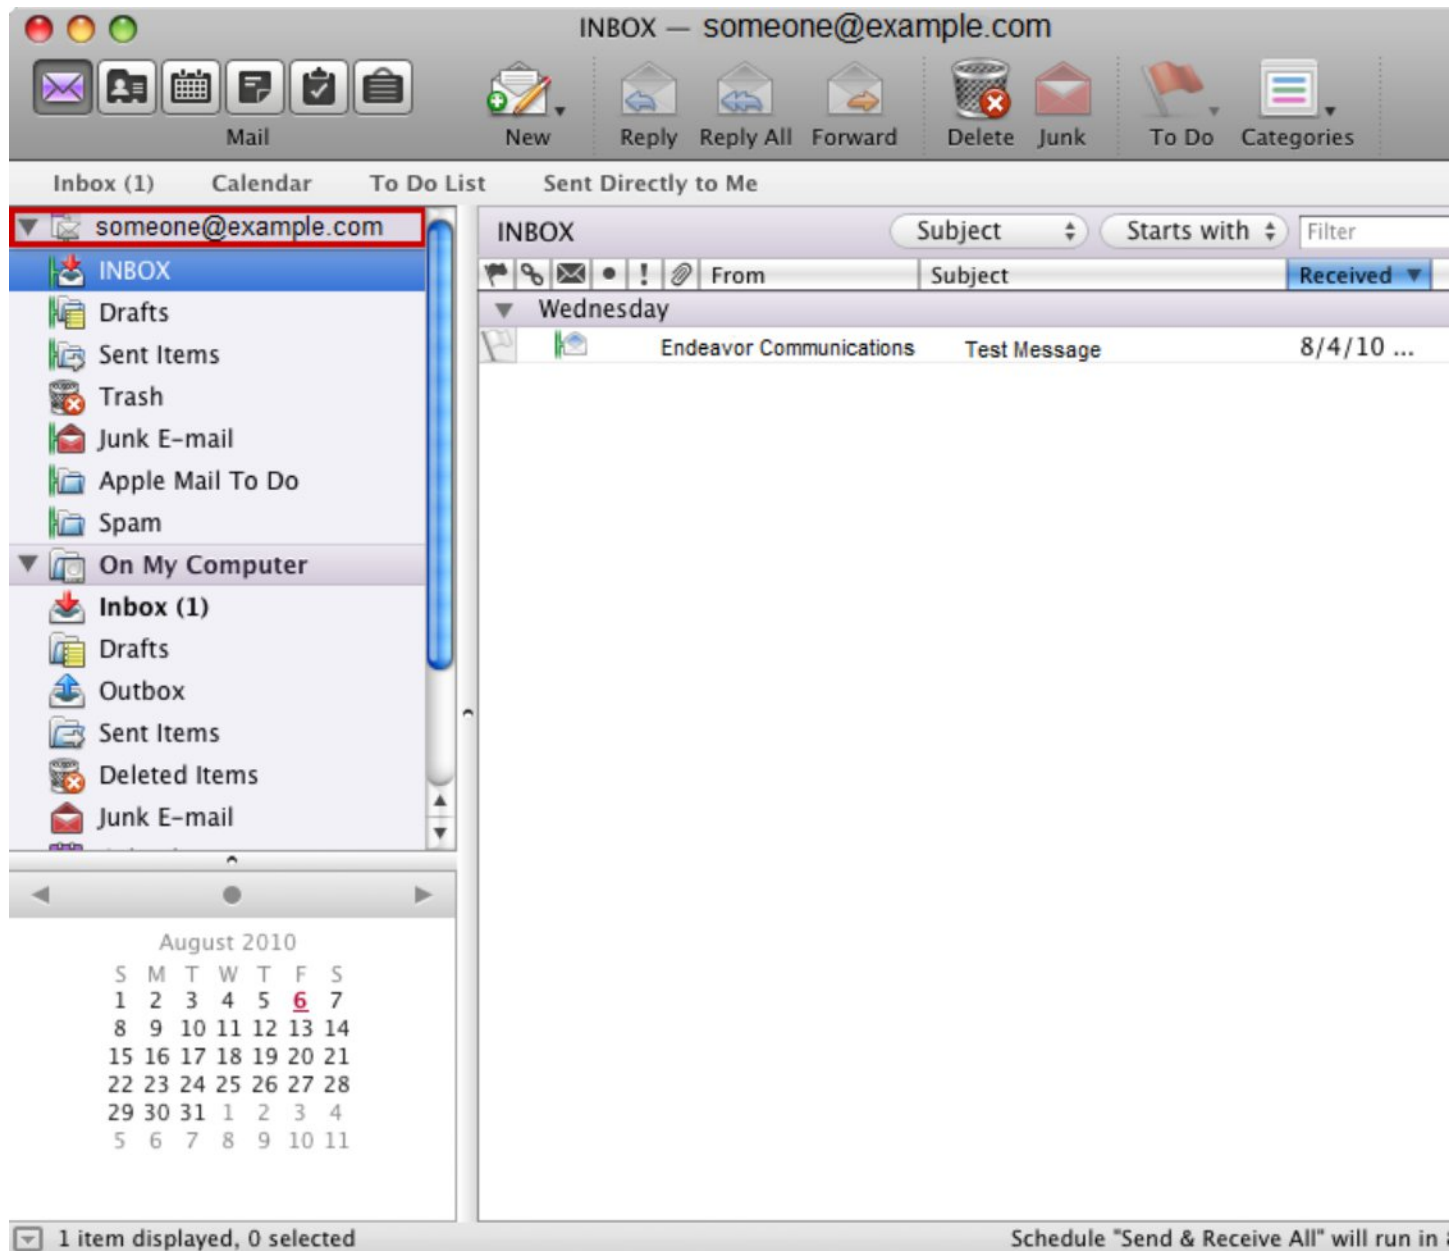 INBOX — someone@example.com
Mail
New Reply Reply All Forward Delete Junk To Do Categories
Inbox (1) Calendar To Do List Sent Directly to Me
someone@example.com
INBOX
Drafts
Sent Items
Trash
Junk E-mail
Apple Mail To Do
Spam
On My Computer
Inbox (1)
Drafts
Outbox
Sent Items
Deleted Items
Junk E-mail
August 2010
S M T W T F S
1 2 3 4 5 6 7
8 9 10 11 12 13 14
15 16 17 18 19 20 21
22 23 24 25 26 27 28
29 30 31 1 2 3 4
5 6 7 8 9 10 11
INBOX Subject Starts with Filter
! From Subject Received
Wednesday
Endeavor Communications Test Message 8/4/10 ...
1 item displayed, 0 selected
Schedule "Send & Receive All" will run in